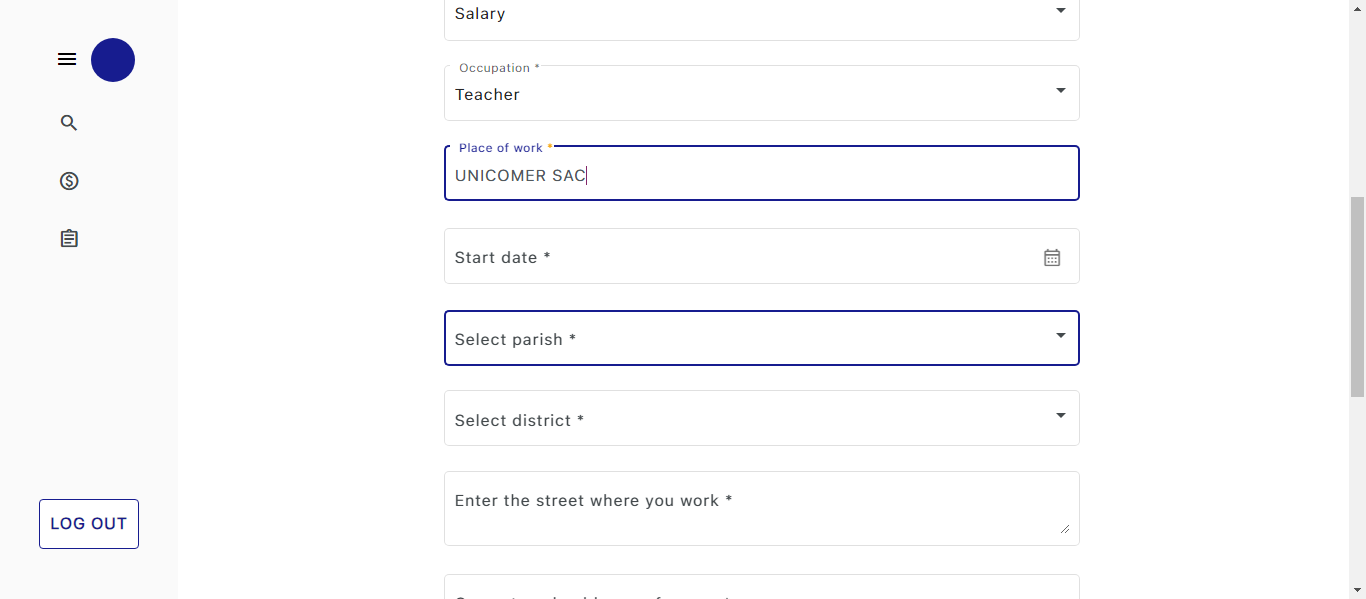 Salary
Occupation *
Teacher
Place of work *
UNICOMER SAC
Start date *
Select parish *
Select district *
Enter the street where you work *
LOG OUT